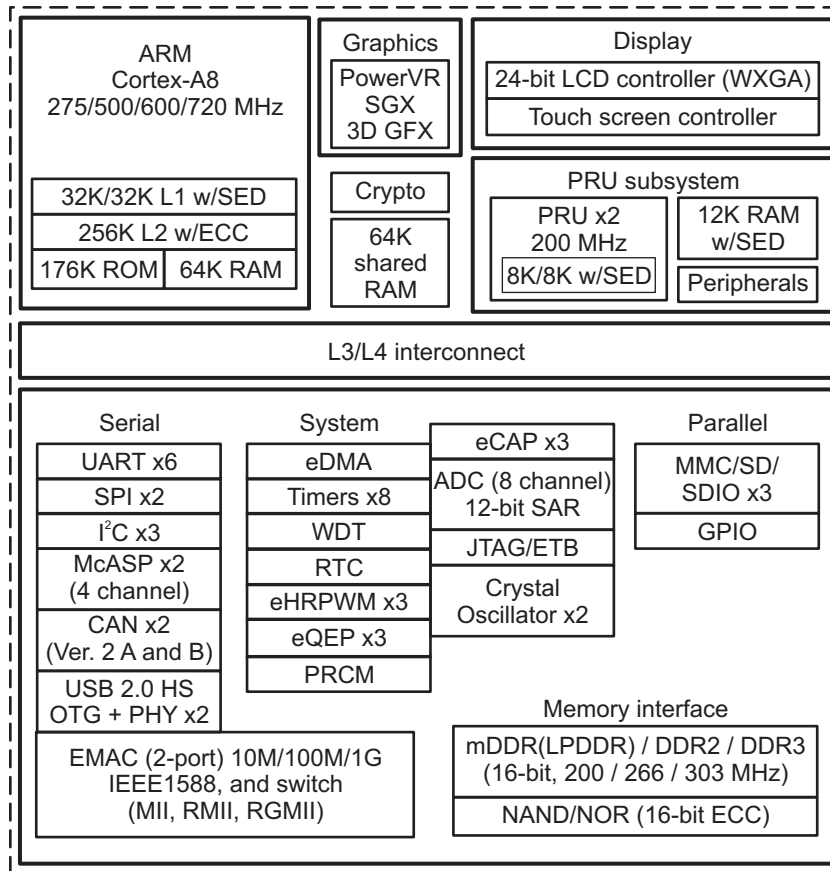 ARM
Cortex-A8
275/500/600/720 MHz
32K/32K L1 w/SED
256K L2 w/ECC
176K ROM
64K RAM
Graphics
PowerVR
SGX
3D GFX
Crypto
64K
shared
RAM
Display
24-bit LCD controller (WXGA)
Touch screen controller
PRU subsystem
PRU x2
200 MHz
8K/8K w/SED
12K RAM
w/SED
Peripherals
L3/L4 interconnect
Serial
UART x6
SPI x2
I²C x3
McASP x2
(4 channel)
CAN x2
(Ver. 2 A and B)
USB 2.0 HS
OTG + PHY x2
EMAC (2-port) 10M/100M/1G
IEEE1588, and switch
(MII, RMII, RGMII)
System
eDMA
Timers x8
WDT
RTC
eHRPWM x3
eQEP x3
PRCM
eCAP x3
ADC (8 channel)
12-bit SAR
JTAG/ETB
Crystal
Oscillator x2
Parallel
MMC/SD/
SDIO x3
GPIO
Memory interface
mDDR(LPDDR) / DDR2 / DDR3
(16-bit, 200 / 266 / 303 MHz)
NAND/NOR (16-bit ECC)